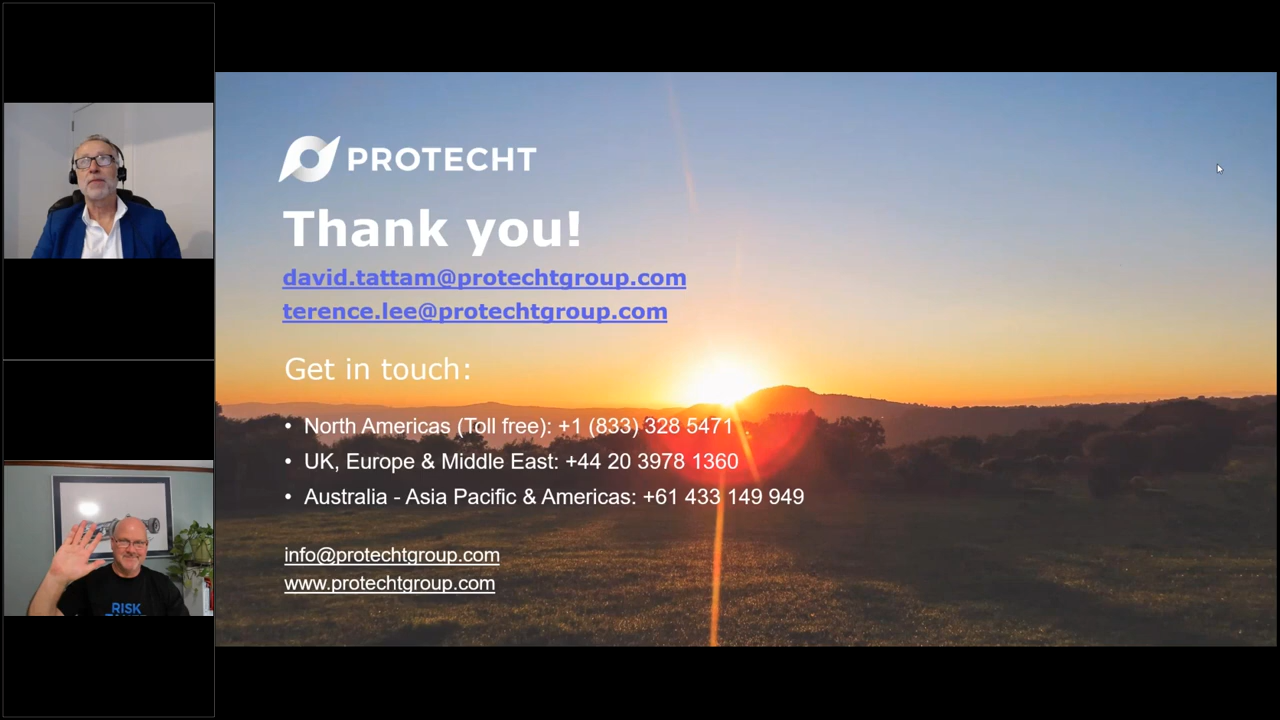 PROTECHT
Thank you!
david.tattam@protechtgroup.com
terence.lee@protechtgroup.com
Get in touch:
• North Americas (Toll free): +1 (833) 328 5471
• UK, Europe & Middle East: +44 20 3978 1360
• Australia - Asia Pacific & Americas: +61 433 149 949
info@protechtgroup.com
www.protechtgroup.com
RISK